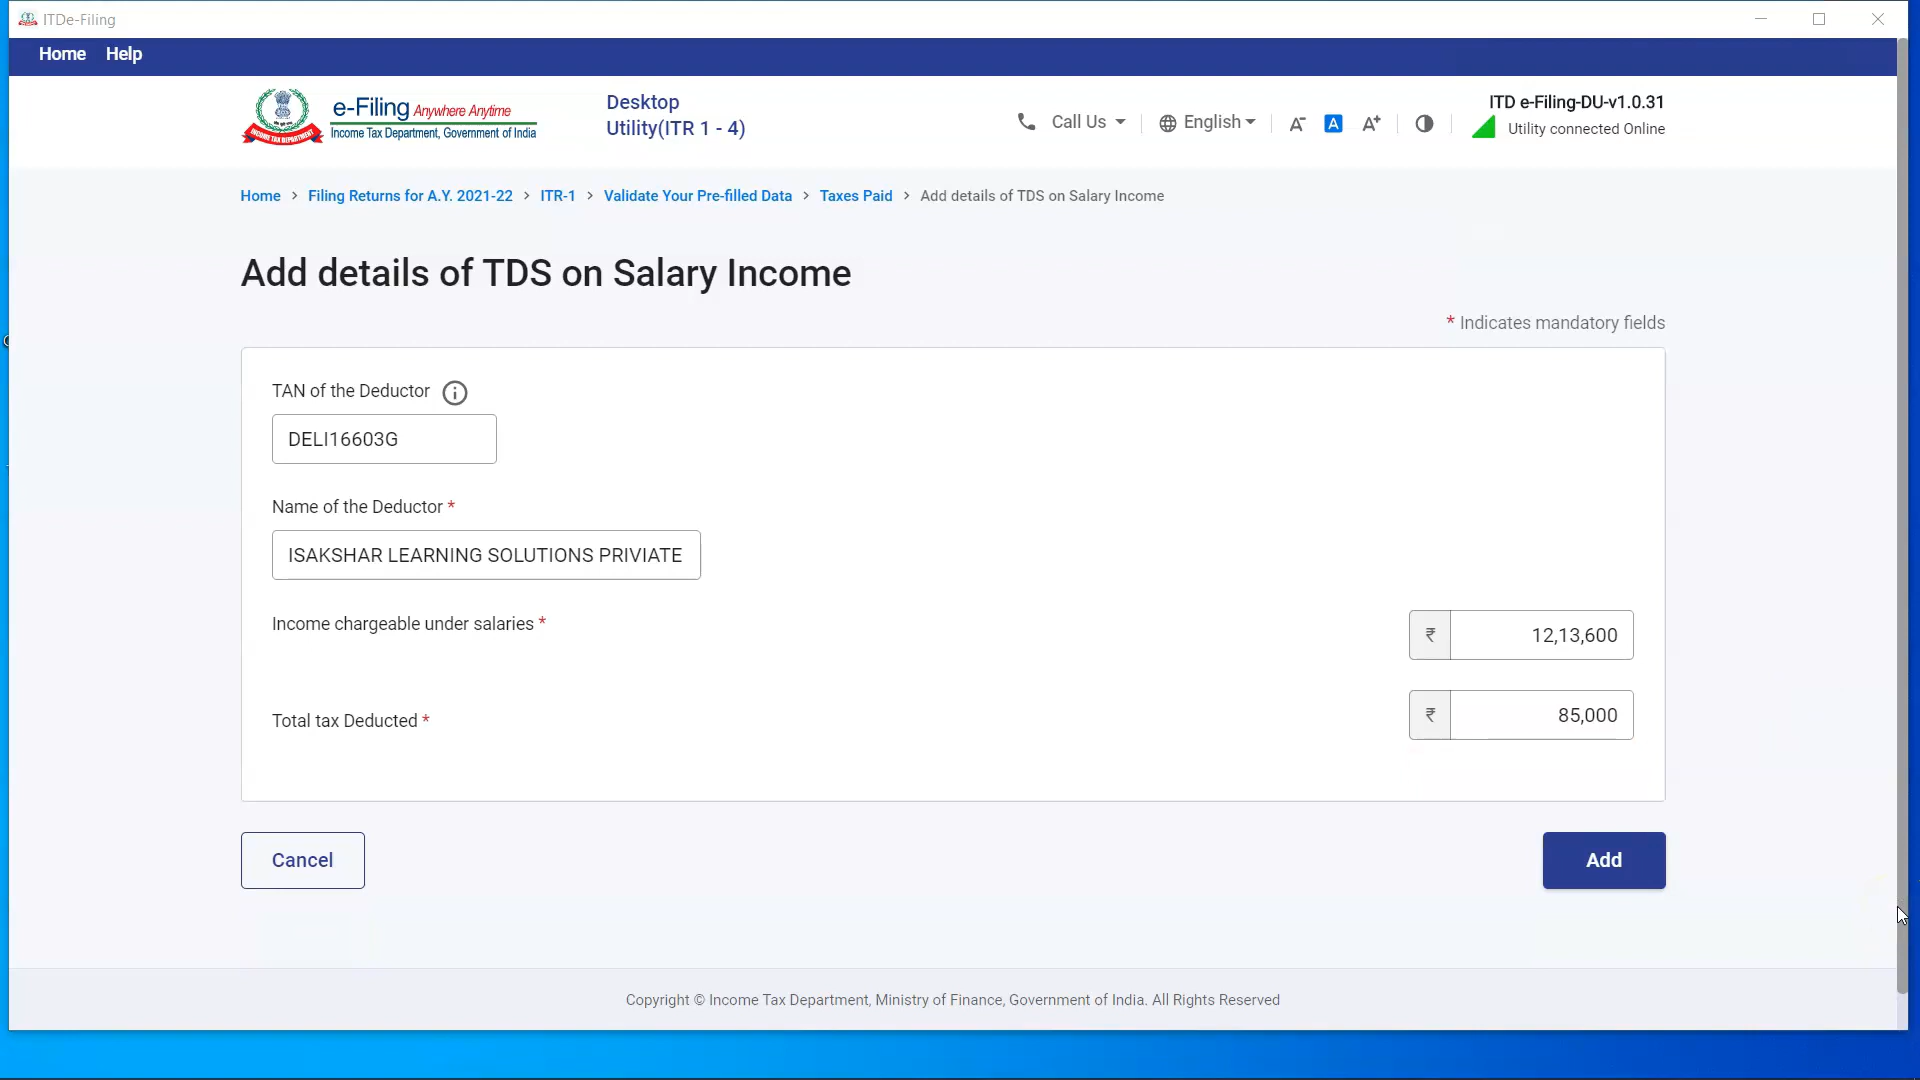 ITDe-Filing
Home Help
e-Filing Anywhere Anytime
Income Tax Department, Government of India
INCOME TAX DEPARTMENT
Desktop
Utility(ITR 1 - 4)
Call Us
English
A-
A
A+
ITD e-Filing-DU-v1.0.31
Utility connected Online
Home > Filing Returns for A.Y. 2021-22 > ITR-1 > Validate Your Pre-filled Data > Taxes Paid > Add details of TDS on Salary Income
Add details of TDS on Salary Income
* Indicates mandatory fields
TAN of the Deductor
DELI16603G
Name of the Deductor *
ISAKSHAR LEARNING SOLUTIONS PRIVIATE
Income chargeable under salaries *
₹ 12,13,600
Total tax Deducted *
₹ 85,000
Cancel
Add
Copyright © Income Tax Department, Ministry of Finance, Government of India. All Rights Reserved